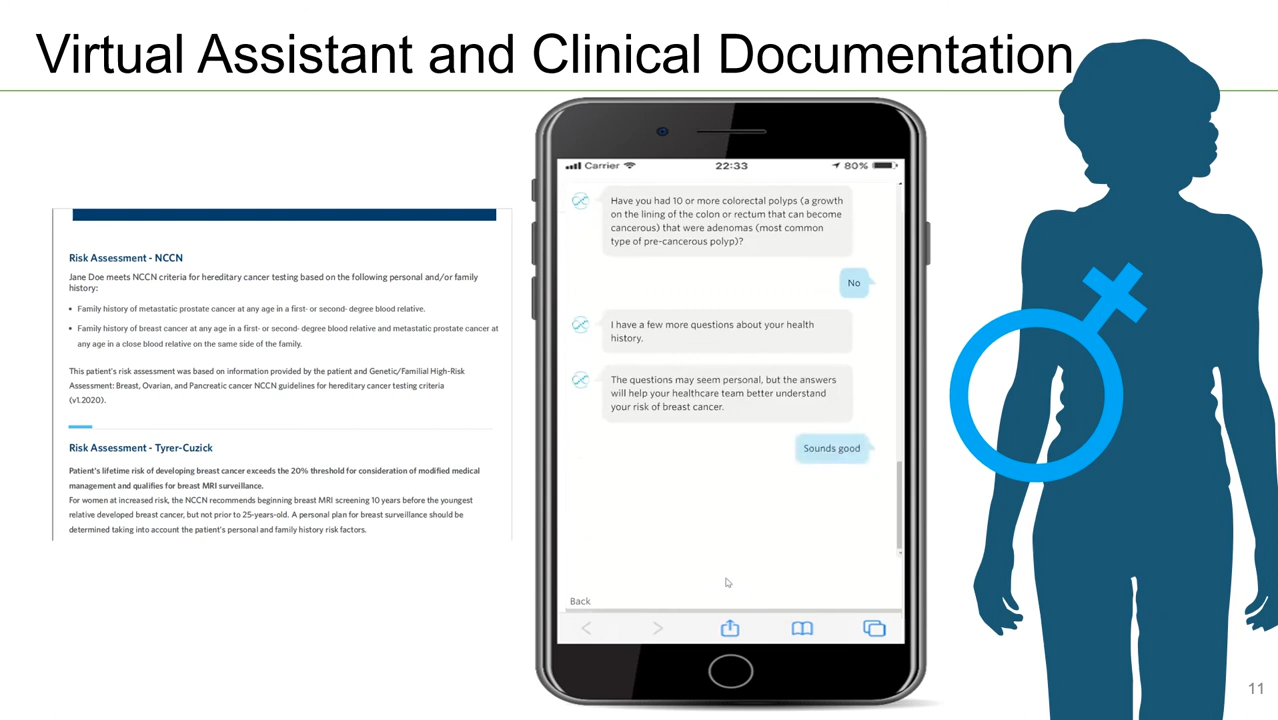 Virtual Assistant and Clinical Documentation
Risk Assessment - NCCN
Jane Doe meets NCCN criteria for hereditary cancer testing based on the following personal and/or family
history:
• Family history of metastatic prostate cancer at any age in a first- or second- degree blood relative.
• Family history of breast cancer at any age in a first- or second- degree blood relative and metastatic prostate cancer at
any age in a close blood relative on the same side of the family.
This patient's risk assessment was based on information provided by the patient and Genetic/Familial High-Risk
Assessment: Breast, Ovarian, and Pancreatic cancer NCCN guidelines for hereditary cancer testing criteria
(v1.2020).
Risk Assessment - Tyrer-Cuzick
Patient's lifetime risk of developing breast cancer exceeds the 20% threshold for consideration of modified medical
management and qualifies for breast MRI surveillance.
For women at increased risk, the NCCN recommends beginning breast MRI screening 10 years before the youngest
relative developed breast cancer, but not prior to 25-years-old. A personal plan for breast surveillance should be
determined taking into account the patient's personal and family history risk factors.
Carrier 22:33 80%
Have you had 10 or more colorectal polyps (a growth
on the lining of the colon or rectum that can become
cancerous) that were adenomas (most common
type of pre-cancerous polyp)?
No
I have a few more questions about your health
history.
The questions may seem personal, but the answers
will help your healthcare team better understand
your risk of breast cancer.
Sounds good
Back
11